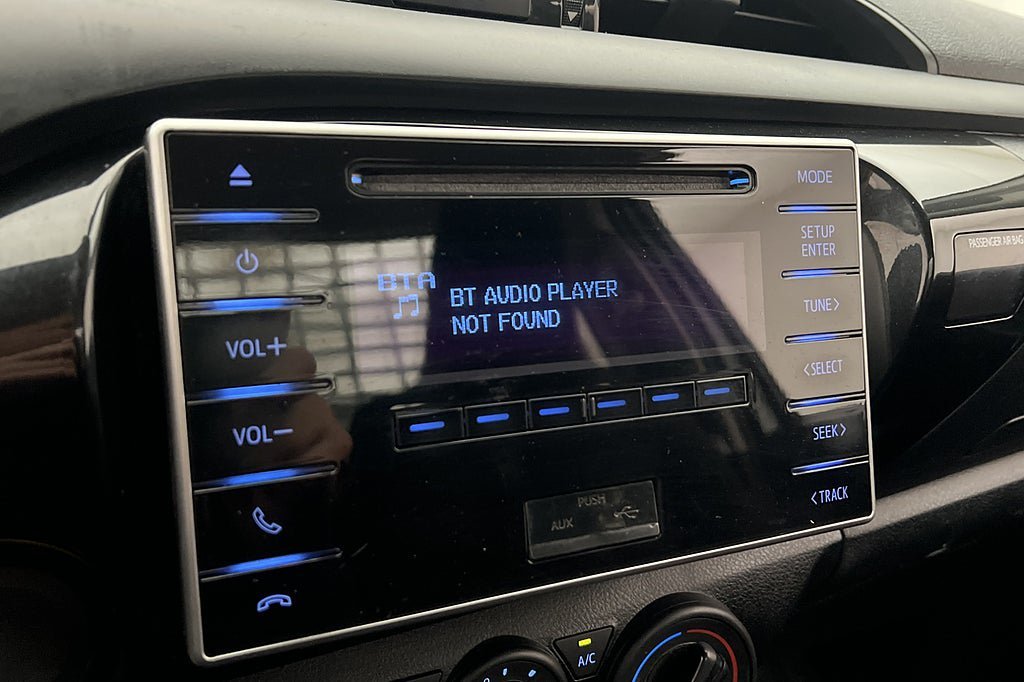 MODE
SETUP
ENTER
TUNE>
<SELECT
SEEK>
<TRACK
VOL+
VOL−
BTA
BT AUDIO PLAYER
NOT FOUND
PUSH
AUX
A/C
PASSENGER AIR BAG